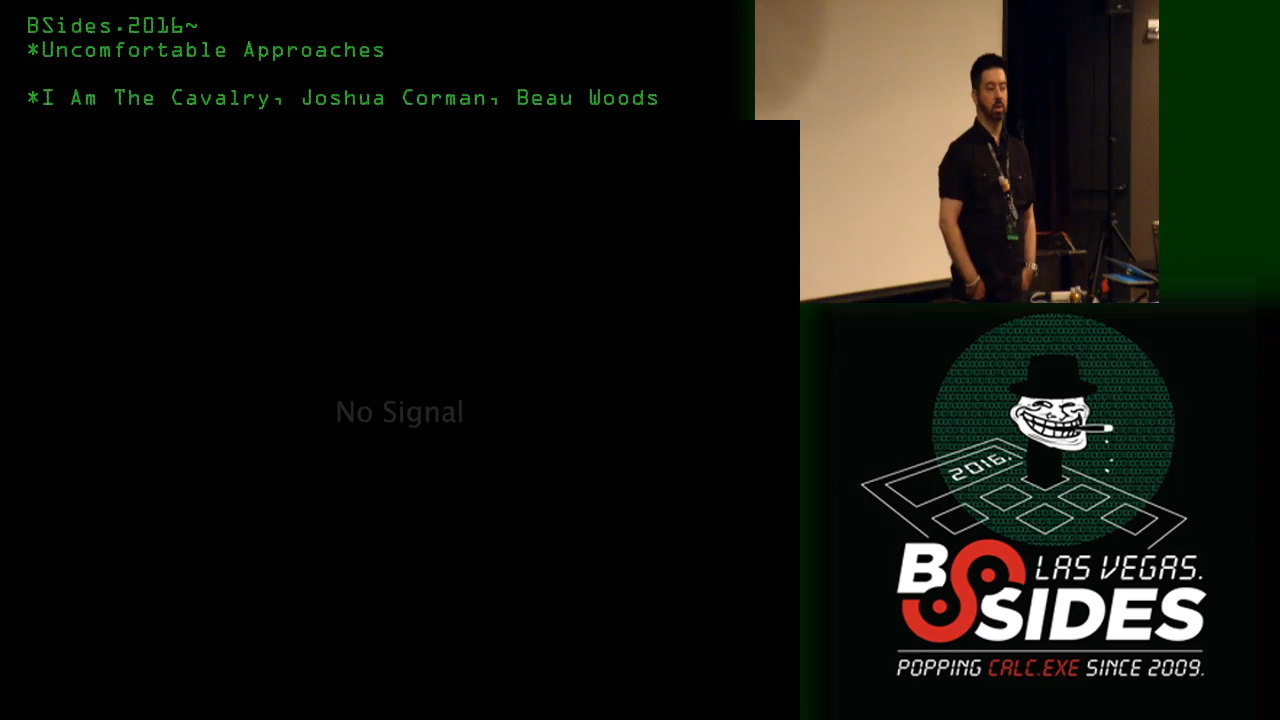 BSides.2016~
*Uncomfortable Approaches
*I Am The Cavalry, Joshua Corman, Beau Woods
No Signal
2016.
BSIDES LAS VEGAS.
POPPING CALC.EXE SINCE 2009.